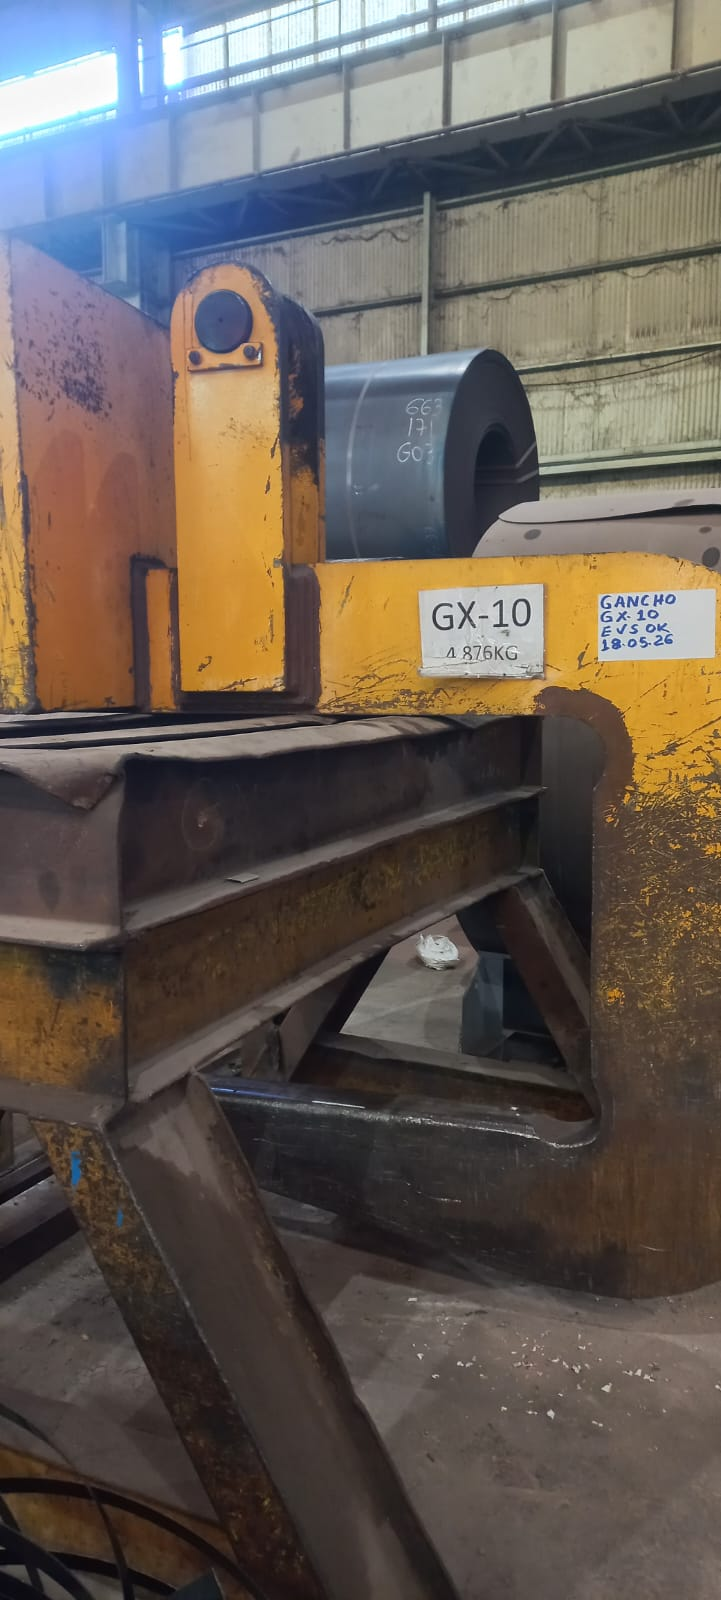 663
171
G03
GX-10
4.876KG
GANCHO
GX-10
EVS OK
18.05.26